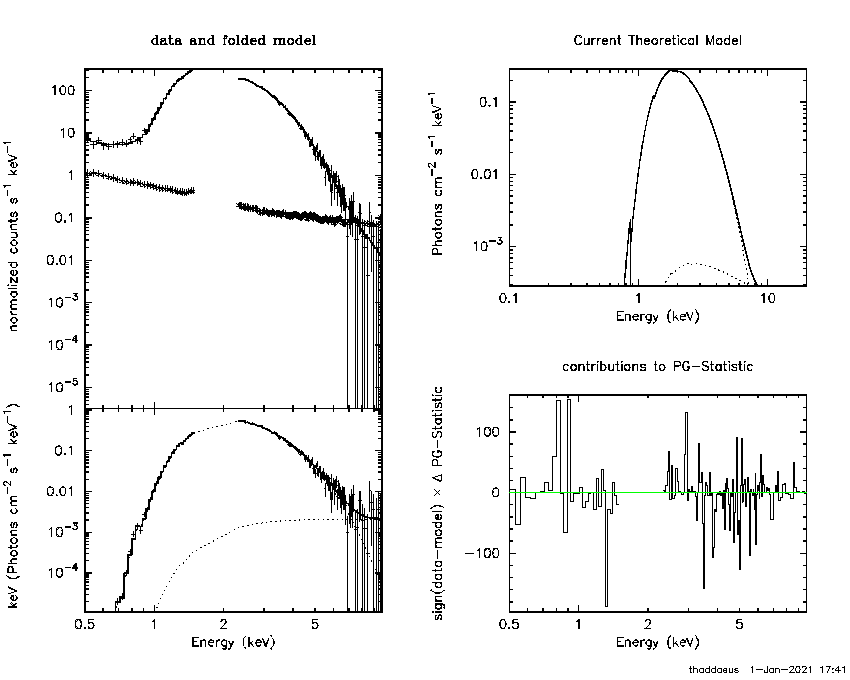 data and folded model
normalized counts s⁻¹ keV⁻¹
100
10
1
0.1
0.01
10⁻³
10⁻⁴
10⁻⁵
keV (Photons cm⁻² s⁻¹ keV⁻¹)
1
0.1
0.01
10⁻³
10⁻⁴
0.5 1 2 5
Energy (keV)
Current Theoretical Model
Photons cm⁻² s⁻¹ keV⁻¹
0.1
0.01
10⁻³
0.1 1 10
Energy (keV)
contributions to PG−Statistic
sign(data−model) × Δ PG−Statistic
100
0
−100
0.5 1 2 5
Energy (keV)
thaddaeus 1−Jan−2021 17:41